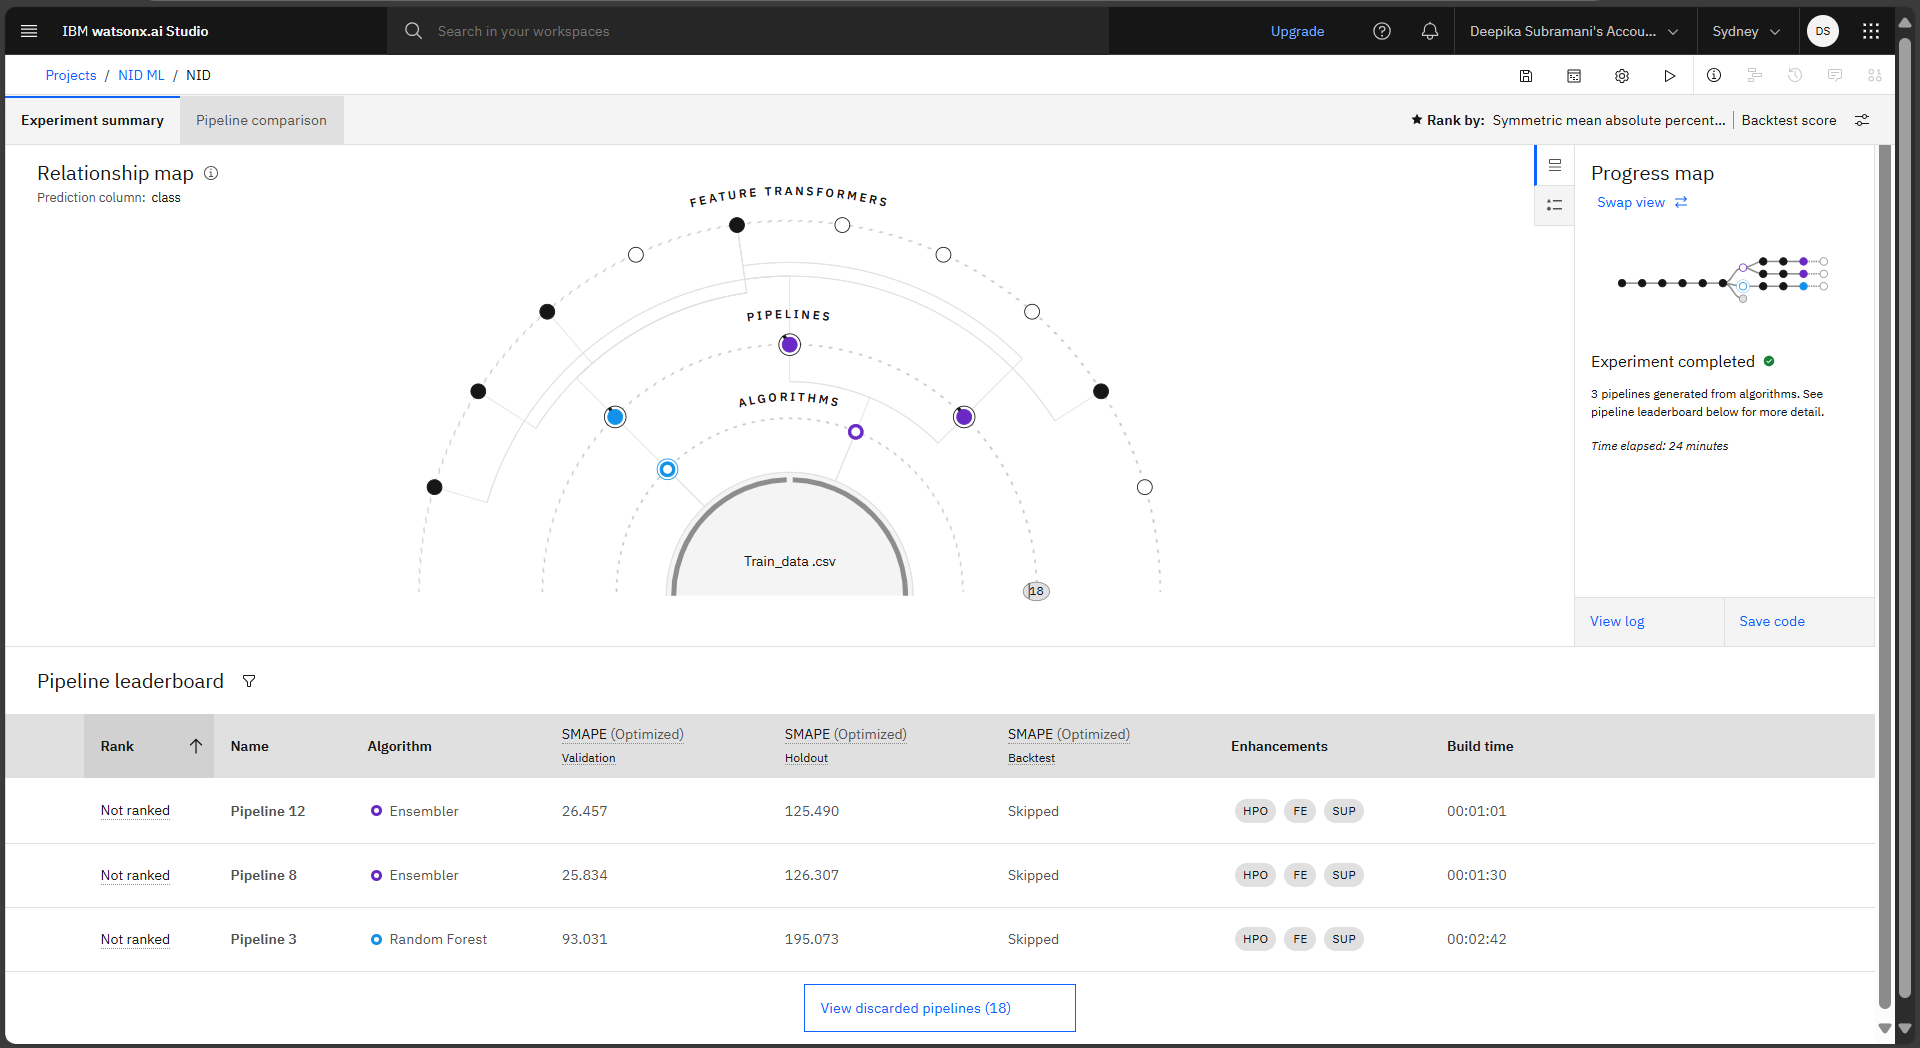 IBM watsonx.ai Studio
Search in your workspaces
Upgrade
Deepika Subramani's Accou...
Sydney
DS
Projects / NID ML / NID
Experiment summary
Pipeline comparison
Rank by: Symmetric mean absolute percent...
Backtest score
Relationship map
Prediction column: class
FEATURE TRANSFORMERS
PIPELINES
ALGORITHMS
Train_data .csv
18
Progress map
Swap view
Experiment completed
3 pipelines generated from algorithms. See
pipeline leaderboard below for more detail.
Time elapsed: 24 minutes
View log
Save code
Pipeline leaderboard
Rank
Name
Algorithm
SMAPE (Optimized)
Validation
SMAPE (Optimized)
Holdout
SMAPE (Optimized)
Backtest
Enhancements
Build time
Not ranked Pipeline 12 Ensembler 26.457 125.490 Skipped HPO FE SUP 00:01:01
Not ranked Pipeline 8 Ensembler 25.834 126.307 Skipped HPO FE SUP 00:01:30
Not ranked Pipeline 3 Random Forest 93.031 195.073 Skipped HPO FE SUP 00:02:42
View discarded pipelines (18)